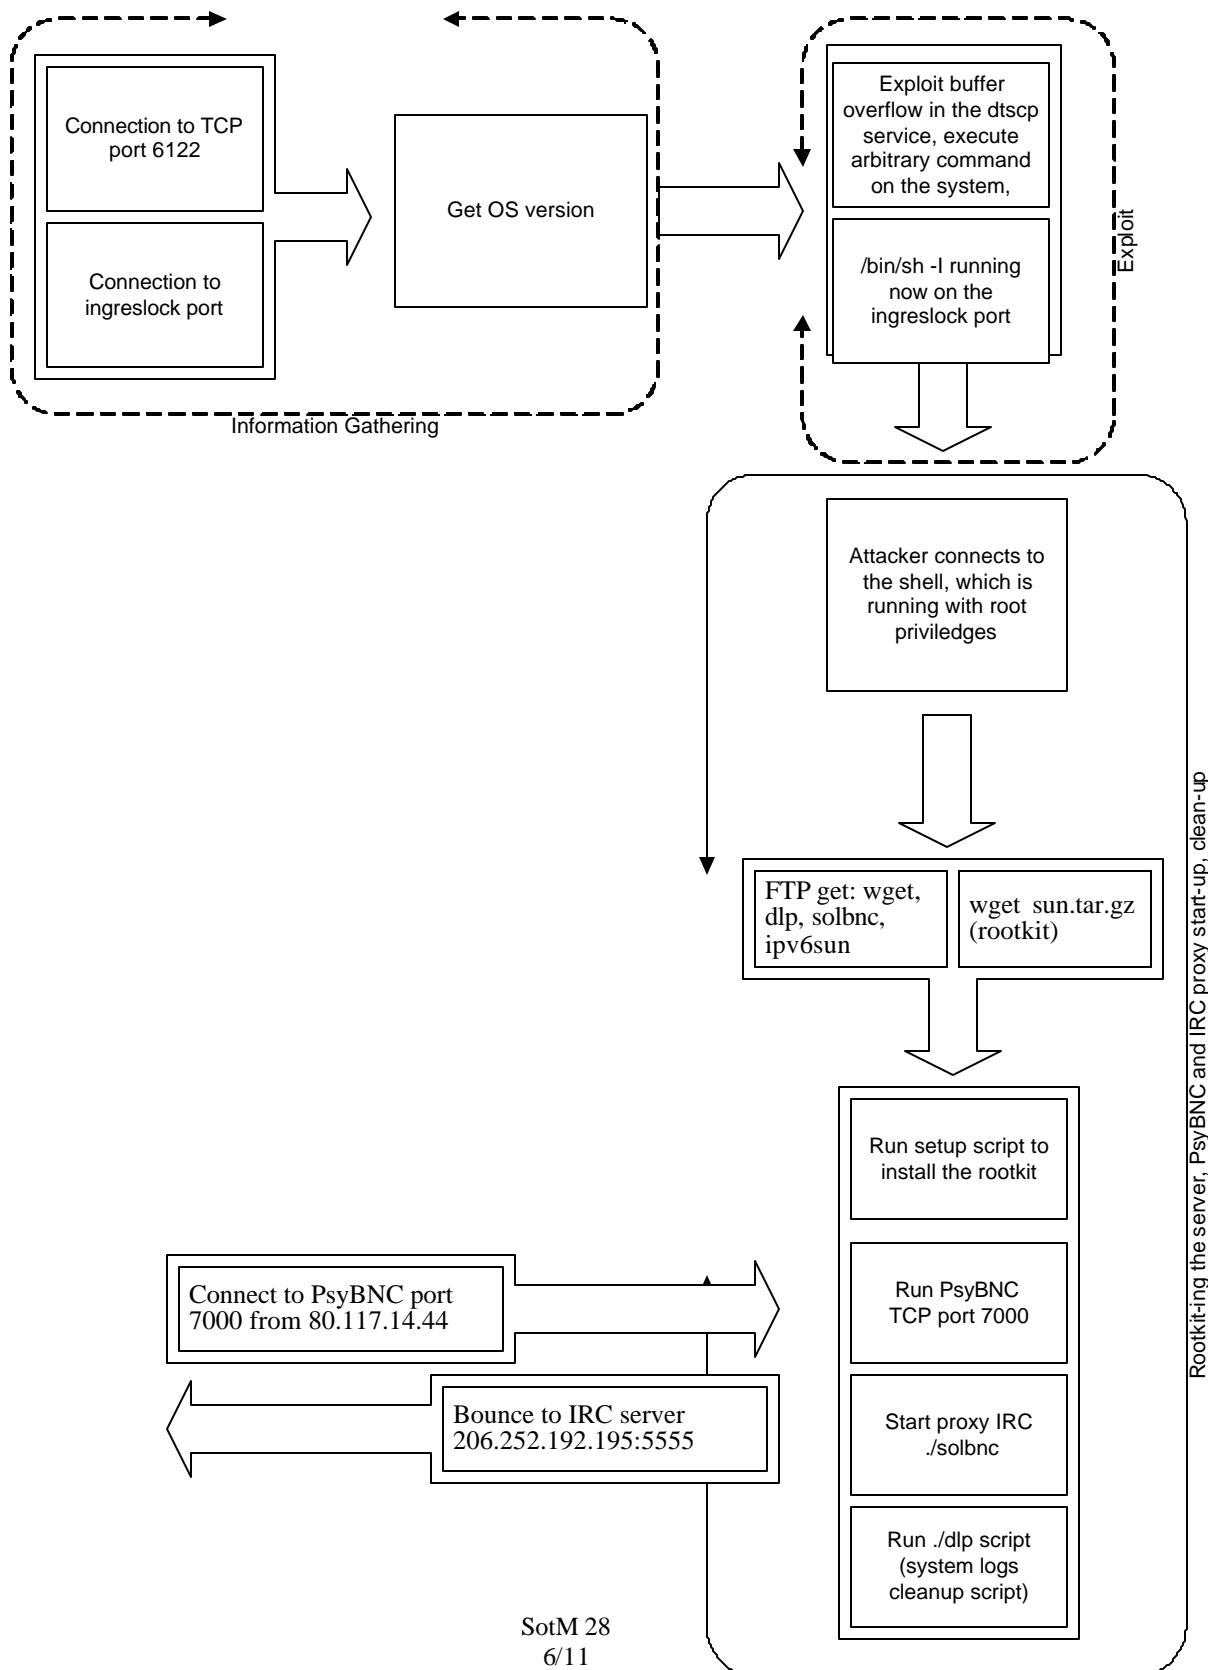 Connection to TCP
port 6122
Connection to
ingreslock port
Get OS version
Information Gathering
Exploit buffer
overflow in the dtscp
service, execute
arbitrary command
on the system,
/bin/sh -I running
now on the
ingreslock port
Exploit
Attacker connects to
the shell, which is
running with root
priviledges
FTP get: wget,
dlp, solbnc,
ipv6sun
wget sun.tar.gz
(rootkit)
Run setup script to
install the rootkit
Run PsyBNC
TCP port 7000
Start proxy IRC
./solbnc
Run ./dlp script
(system logs
cleanup script)
Connect to PsyBNC port
7000 from 80.117.14.44
Bounce to IRC server
206.252.192.195:5555
Rootkit-ing the server, PsyBNC and IRC proxy start-up, clean-up
SotM 28
6/11